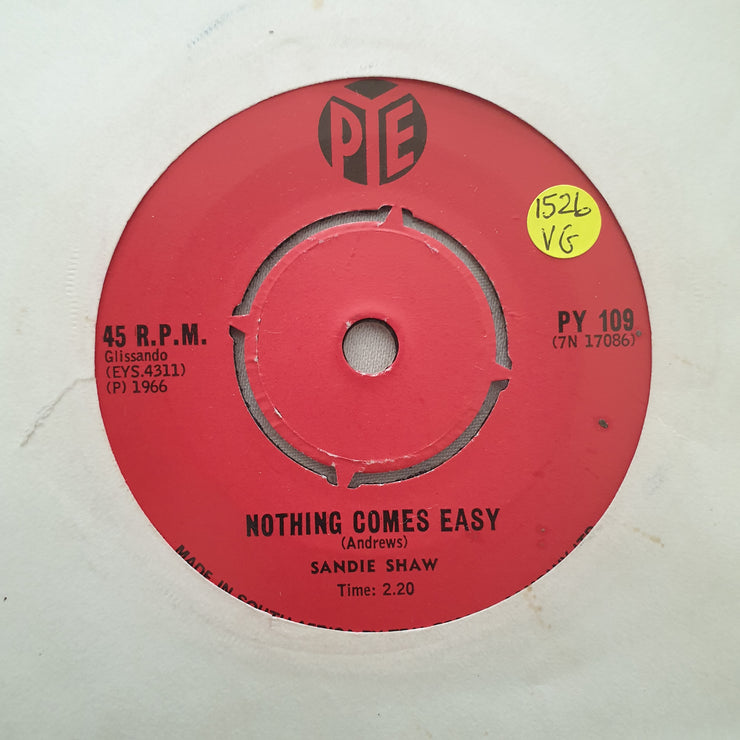 PYE
1526
VG
45 R.P.M.
Glissando
(EYS.4311)
(P) 1966
PY 109
(7N 17086)
NOTHING COMES EASY
(Andrews)
SANDIE SHAW
Time: 2.20
MADE IN SOUTH AFRICA